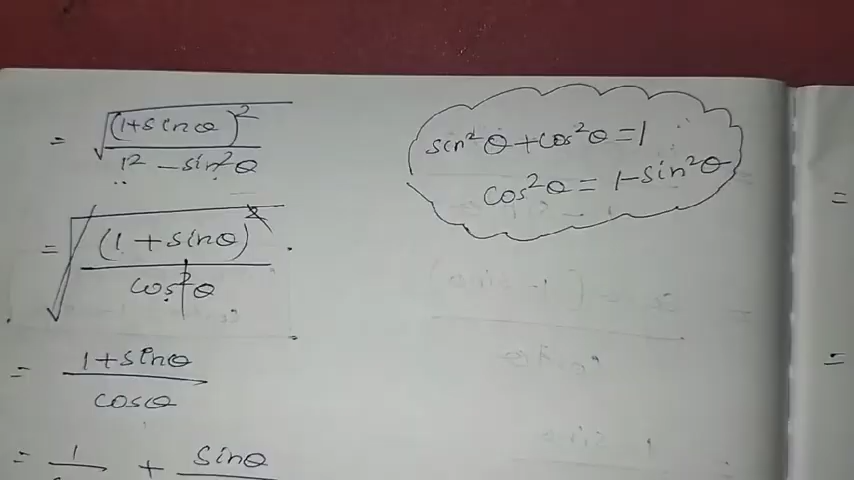 = √((1+sinθ)² / 1² - sin²θ)
= √((1 + sinθ)² / cos²θ)
= 1+sinθ / cosθ
= 1 / + sinθ /
sin²θ + cos²θ = 1
cos²θ = 1-sin²θ
=
=